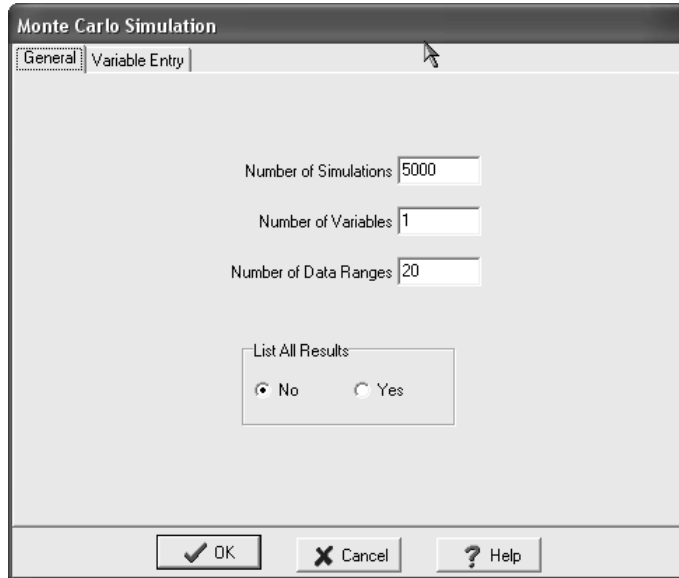 Monte Carlo Simulation
General Variable Entry
Number of Simulations 5000
Number of Variables 1
Number of Data Ranges 20
List All Results
No Yes
OK Cancel Help